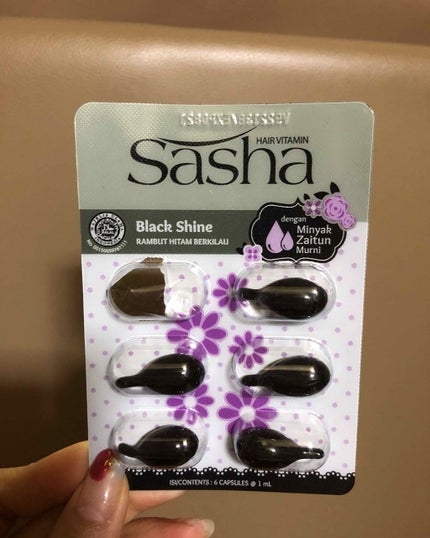 HAIR VITAMIN
Sasha
Black Shine
RAMBUT HITAM BERKILAU
dengan
Minyak
Zaitun
Murni
ISI/CONTENTS : 6 CAPSULES @ 1 mL